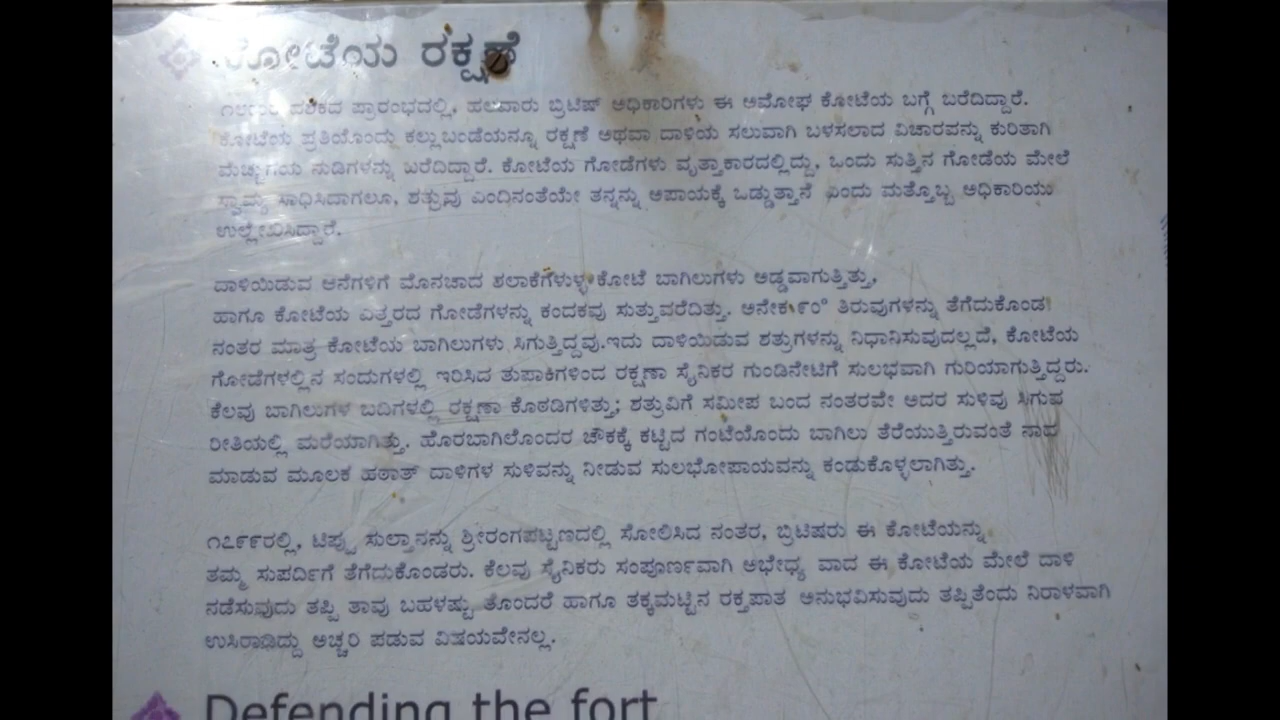 ಕೋಟೆಯ ರಕ್ಷಣೆ
ದಶಕದ ಪ್ರಾರಂಭದಲ್ಲಿ, ಹಲವಾರು ಬ್ರಿಟಿಷ್ ಅಧಿಕಾರಿಗಳು ಈ ಅಮೋಘ ಕೋಟೆಯ ಬಗ್ಗೆ ಬರೆದಿದ್ದಾರೆ.
ಕೋಟೆಯ ಪ್ರತಿಯೊಂದು ಕಲ್ಲುಬಂಡೆಯನ್ನೂ ರಕ್ಷಣೆ ಅಥವಾ ದಾಳಿಯ ಸಲುವಾಗಿ ಬಳಸಲಾದ ವಿಚಾರವನ್ನು ಕುರಿತಾಗಿ
ಮೆಚ್ಚುಗೆಯ ನುಡಿಗಳನ್ನು ಬರೆದಿದ್ದಾರೆ. ಕೋಟೆಯ ಗೋಡೆಗಳು ವೃತ್ತಾಕಾರದಲ್ಲಿದ್ದು, ಒಂದು ಸುತ್ತಿನ ಗೋಡೆಯ ಮೇಲೆ
ಸ್ವಾಮ್ಯ ಸಾಧಿಸಿದಾಗಲೂ, ಶತ್ರುವು ಎಂದಿನಂತೆಯೇ ತನ್ನನ್ನು ಅಪಾಯಕ್ಕೆ ಒಡ್ಡುತ್ತಾನೆ ಎಂದು ಮತ್ತೊಬ್ಬ ಅಧಿಕಾರಿಯು
ಉಲ್ಲೇಖಿಸಿದ್ದಾರೆ.
ದಾಳಿಯಿಡುವ ಆನೆಗಳಿಗೆ ಮೊನಚಾದ ಶಲಾಕೆಗಳುಳ್ಳ ಕೋಟೆ ಬಾಗಿಲುಗಳು ಅಡ್ಡವಾಗುತ್ತಿತ್ತು,
ಹಾಗೂ ಕೋಟೆಯ ಎತ್ತರದ ಗೋಡೆಗಳನ್ನು ಕಂದಕವು ಸುತ್ತುವರೆದಿತ್ತು. ಅನೇಕ ೯೦° ತಿರುವುಗಳನ್ನು ತೆಗೆದುಕೊಂಡ
ನಂತರ ಮಾತ್ರ ಕೋಟೆಯ ಬಾಗಿಲುಗಳು ಸಿಗುತ್ತಿದ್ದವು.ಇದು ದಾಳಿಯಿಡುವ ಶತ್ರುಗಳನ್ನು ನಿಧಾನಿಸುವುದಲ್ಲದೆ, ಕೋಟೆಯ
ಗೋಡೆಗಳಲ್ಲಿನ ಸಂದುಗಳಲ್ಲಿ ಇರಿಸಿದ ತುಪಾಕಿಗಳಿಂದ ರಕ್ಷಣಾ ಸೈನಿಕರ ಗುಂಡಿನೇಟಿಗೆ ಸುಲಭವಾಗಿ ಗುರಿಯಾಗುತ್ತಿದ್ದರು.
ಕೆಲವು ಬಾಗಿಲುಗಳ ಬದಿಗಳಲ್ಲಿ ರಕ್ಷಣಾ ಕೊಠಡಿಗಳಿತ್ತು; ಶತ್ರುವಿಗೆ ಸಮೀಪ ಬಂದ ನಂತರವೇ ಅದರ ಸುಳಿವು ಸಿಗುವ
ರೀತಿಯಲ್ಲಿ ಮರೆಯಾಗಿತ್ತು. ಹೊರಬಾಗಿಲೊಂದರ ಚೌಕಕ್ಕೆ ಕಟ್ಟಿದ ಗಂಟೆಯೊಂದು ಬಾಗಿಲು ತೆರೆಯುತ್ತಿರುವಂತೆ ನಾದ
ಮಾಡುವ ಮೂಲಕ ಹಠಾತ್ ದಾಳಿಗಳ ಸುಳಿವನ್ನು ನೀಡುವ ಸುಲಭೋಪಾಯವನ್ನು ಕಂಡುಕೊಳ್ಳಲಾಗಿತ್ತು.
೧೭೯೯ರಲ್ಲಿ, ಟಿಪ್ಪು ಸುಲ್ತಾನನ್ನು ಶ್ರೀರಂಗಪಟ್ಟಣದಲ್ಲಿ ಸೋಲಿಸಿದ ನಂತರ, ಬ್ರಿಟಿಷರು ಈ ಕೋಟೆಯನ್ನು
ತಮ್ಮ ಸುಪರ್ದಿಗೆ ತೆಗೆದುಕೊಂಡರು. ಕೆಲವು ಸೈನಿಕರು ಸಂಪೂರ್ಣವಾಗಿ ಅಭೇಧ್ಯ ವಾದ ಈ ಕೋಟೆಯ ಮೇಲೆ ದಾಳಿ
ನಡೆಸುವುದು ತಪ್ಪಿ ತಾವು ಬಹಳಷ್ಟು ತೊಂದರೆ ಹಾಗೂ ತಕ್ಕಮಟ್ಟಿನ ರಕ್ತಪಾತ ಅನುಭವಿಸುವುದು ತಪ್ಪಿತೆಂದು ನಿರಾಳವಾಗಿ
ಉಸಿರಾಡಿದ್ದು ಅಚ್ಚರಿ ಪಡುವ ವಿಷಯವೇನಲ್ಲ.
Defending the fort